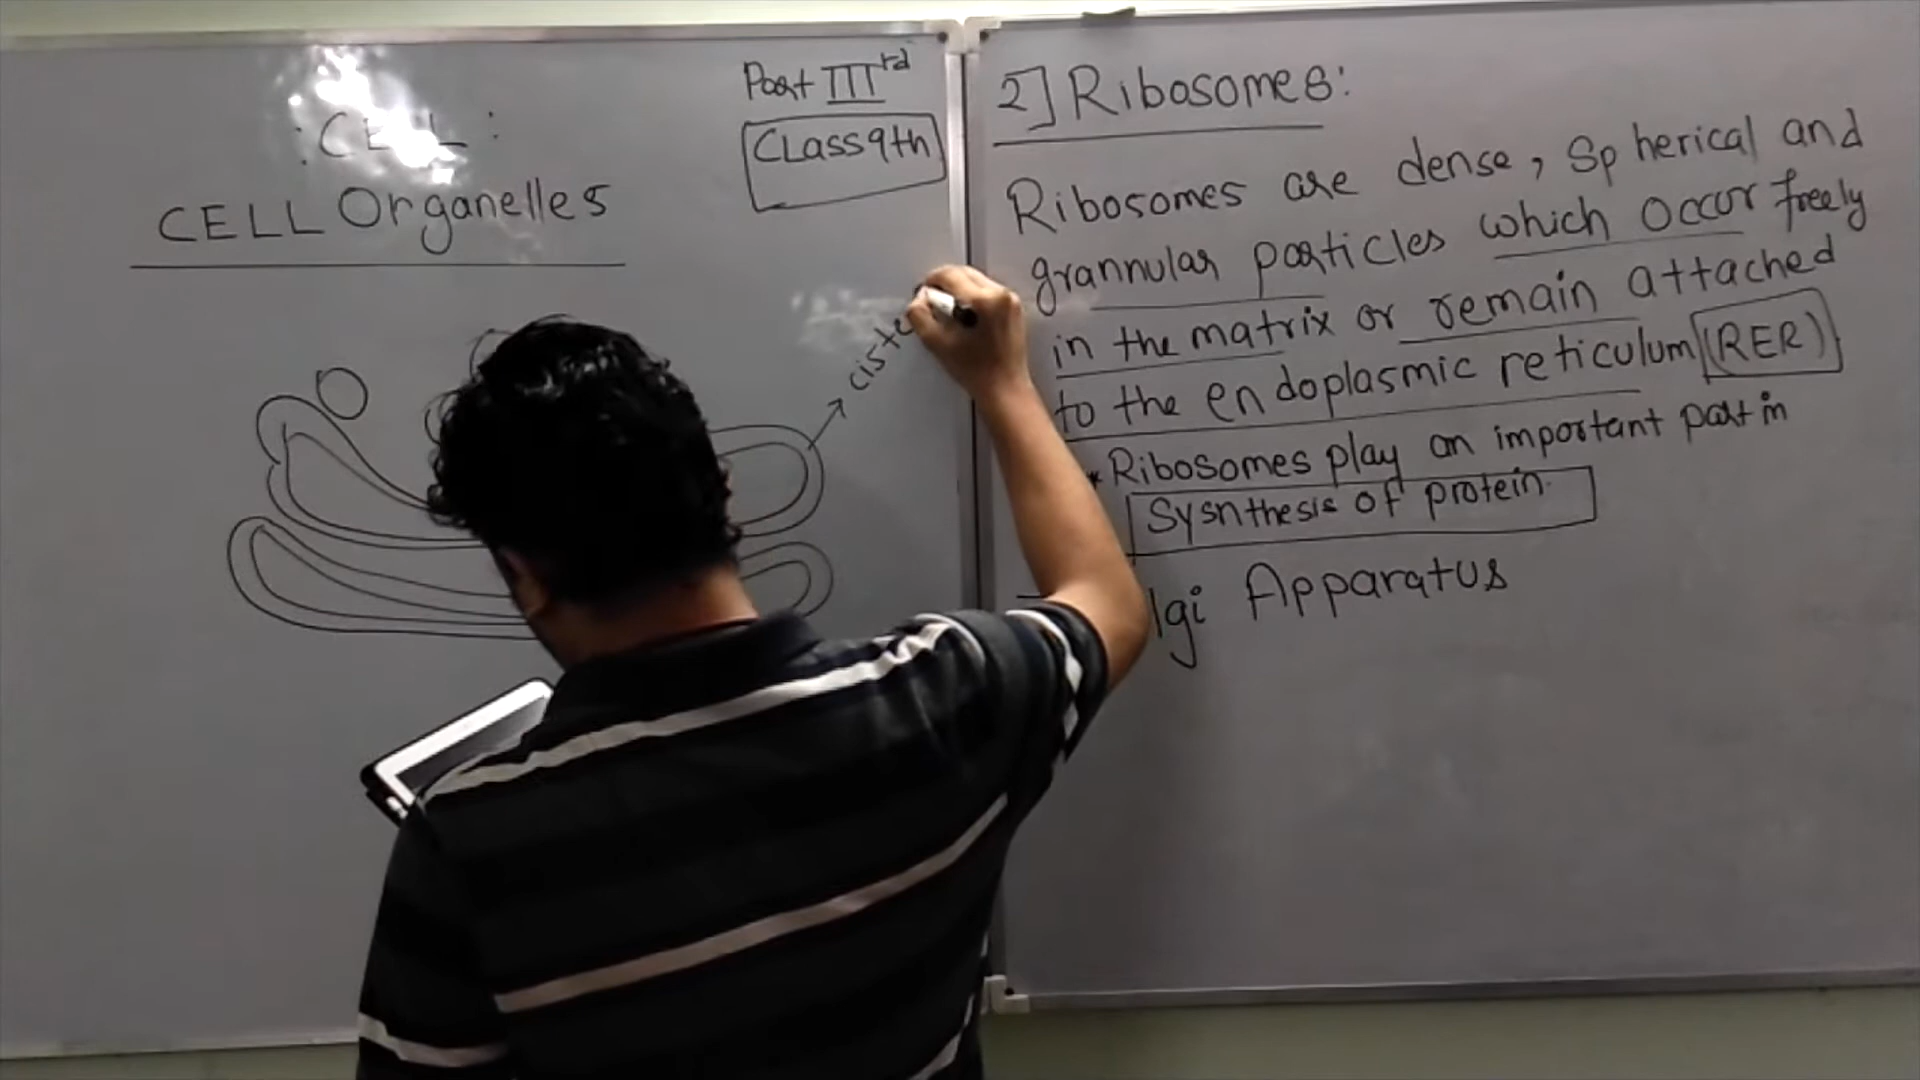 : CELL :
CELL Organelles
Part IIIrd
Class 9th
ciste
2] Ribosomes:
Ribosomes are dense, Spherical and
grannular particles which occur freely
in the matrix or remain attached
to the endoplasmic reticulum (RER)
* Ribosomes play an important part in
Sysnthesis of protein.
lgi Apparatus